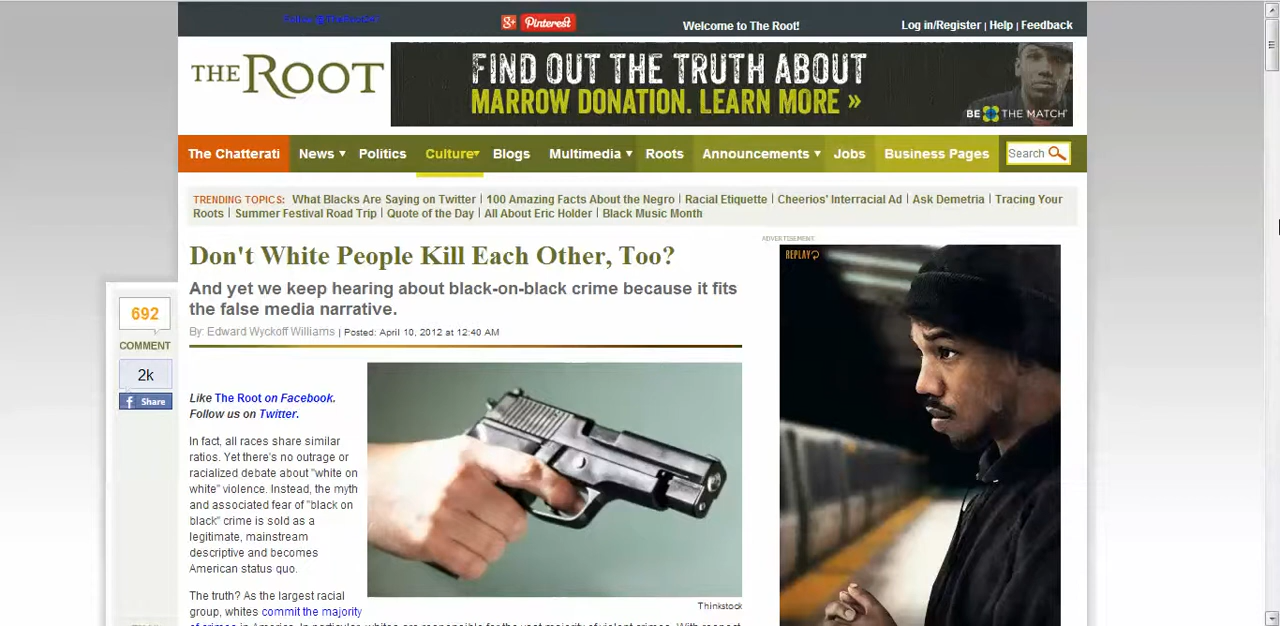 Welcome to The Root!
Log in/Register | Help | Feedback
Pinterest
THE ROOT
FIND OUT THE TRUTH ABOUT
MARROW DONATION. LEARN MORE »
BE THE MATCH
The Chatterati News Politics Culture Blogs Multimedia Roots Announcements Jobs Business Pages Search
TRENDING TOPICS: What Blacks Are Saying on Twitter | 100 Amazing Facts About the Negro | Racial Etiquette | Cheerios' Interracial Ad | Ask Demetria | Tracing Your
Roots | Summer Festival Road Trip | Quote of the Day | All About Eric Holder | Black Music Month
ADVERTISEMENT
REPLAY
Don't White People Kill Each Other, Too?
And yet we keep hearing about black-on-black crime because it fits
the false media narrative.
By: Edward Wyckoff Williams | Posted: April 10, 2012 at 12:40 AM
692
COMMENT
2k
Share
Like The Root on Facebook.
Follow us on Twitter.
In fact, all races share similar
ratios. Yet there's no outrage or
racialized debate about "white on
white" violence. Instead, the myth
and associated fear of "black on
black" crime is sold as a
legitimate, mainstream
descriptive and becomes
American status quo.
Thinkstock
The truth? As the largest racial
group, whites commit the majority